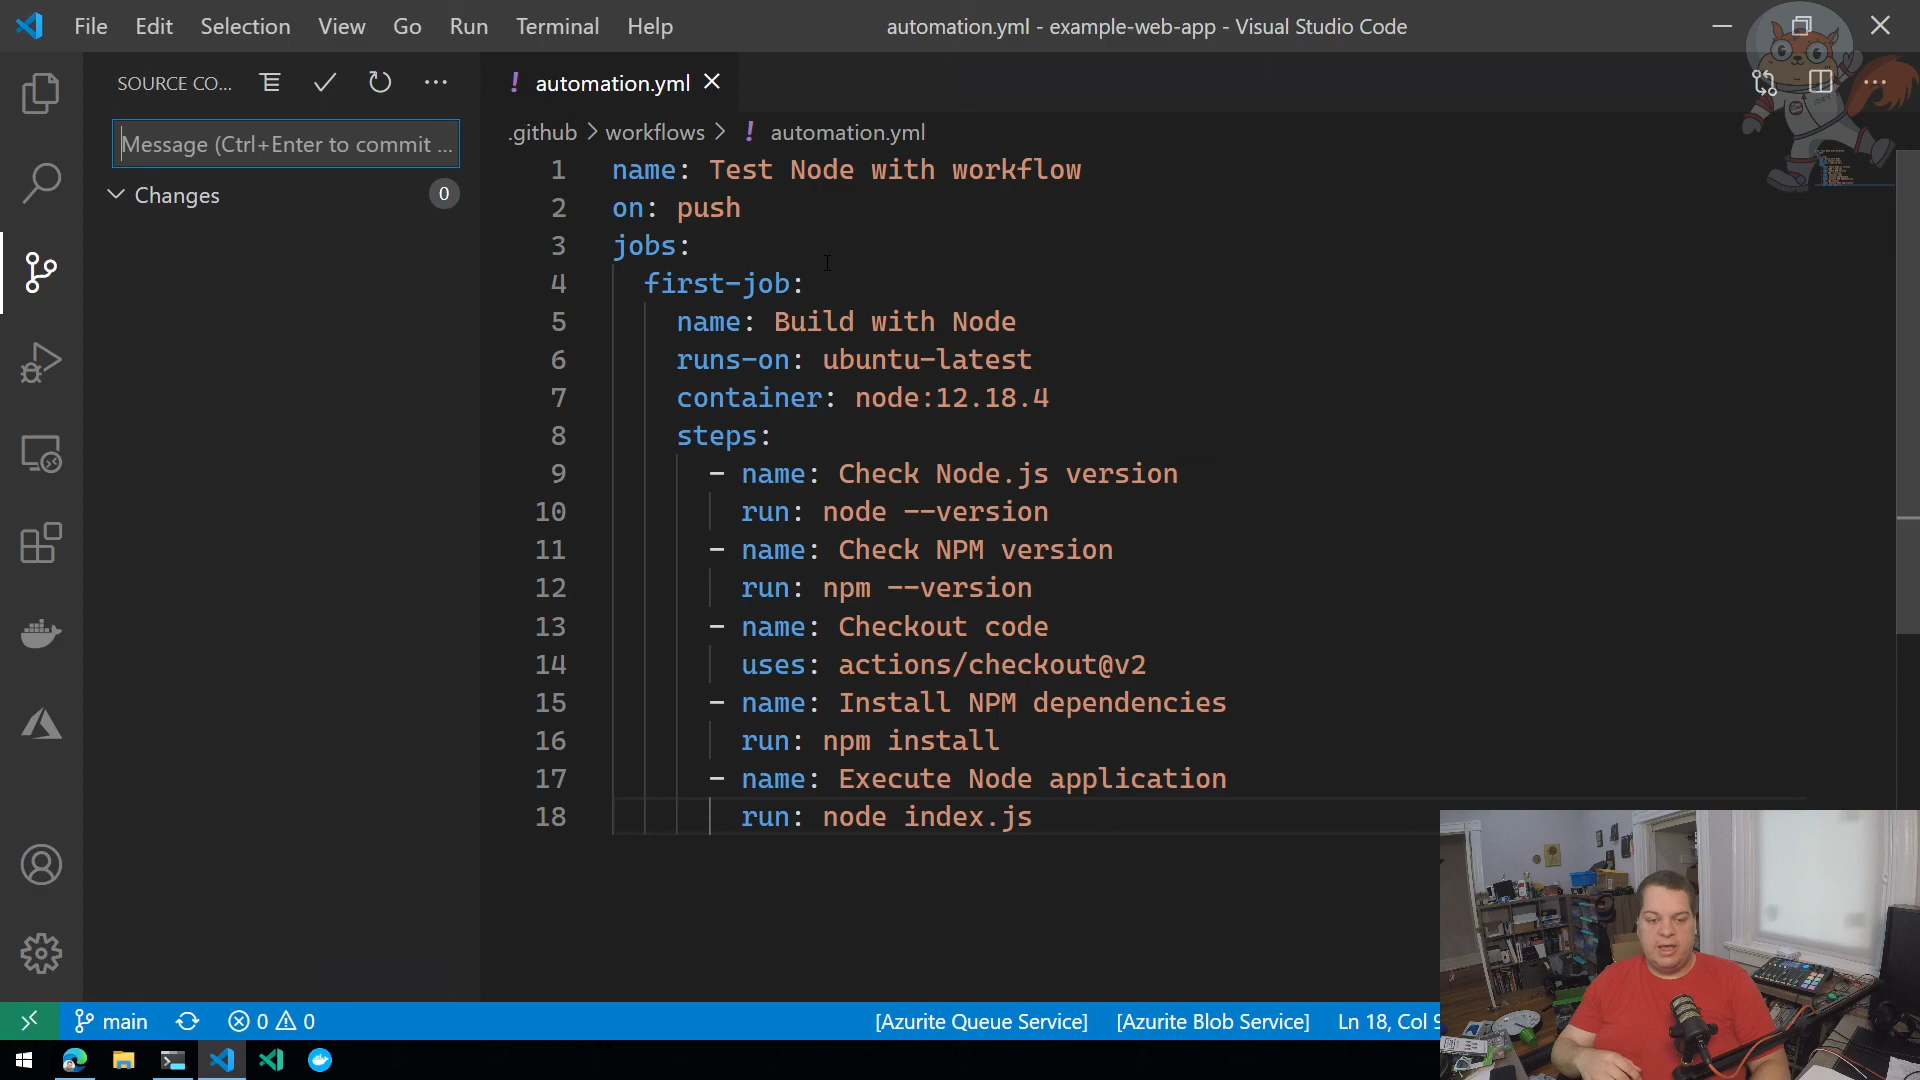 File Edit Selection View Go Run Terminal Help
automation.yml - example-web-app - Visual Studio Code
SOURCE CO...
automation.yml
Message (Ctrl+Enter to commit ...
Changes 0
.github > workflows > ! automation.yml
1 name: Test Node with workflow
2 on: push
3 jobs:
4 first-job:
5 name: Build with Node
6 runs-on: ubuntu-latest
7 container: node:12.18.4
8 steps:
9 - name: Check Node.js version
10 run: node --version
11 - name: Check NPM version
12 run: npm --version
13 - name: Checkout code
14 uses: actions/checkout@v2
15 - name: Install NPM dependencies
16 run: npm install
17 - name: Execute Node application
18 run: node index.js
main 0 0 [Azurite Queue Service] [Azurite Blob Service] Ln 18, Col